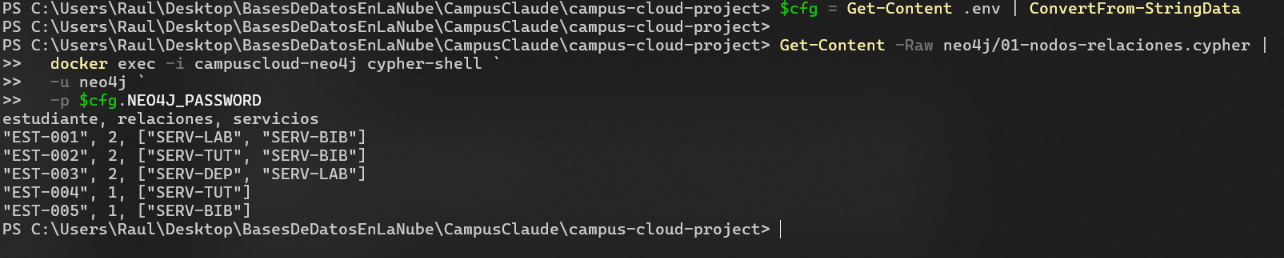 PS C:\Users\Raul\Desktop\BasesDeDatosEnLaNube\CampusClaude\campus-cloud-project> $cfg = Get-Content .env | ConvertFrom-StringData
PS C:\Users\Raul\Desktop\BasesDeDatosEnLaNube\CampusClaude\campus-cloud-project>
PS C:\Users\Raul\Desktop\BasesDeDatosEnLaNube\CampusClaude\campus-cloud-project> Get-Content -Raw neo4j/01-nodos-relaciones.cypher |
>>   docker exec -i campuscloud-neo4j cypher-shell `
>>   -u neo4j `
>>   -p $cfg.NEO4J_PASSWORD
estudiante, relaciones, servicios
"EST-001", 2, ["SERV-LAB", "SERV-BIB"]
"EST-002", 2, ["SERV-TUT", "SERV-BIB"]
"EST-003", 2, ["SERV-DEP", "SERV-LAB"]
"EST-004", 1, ["SERV-TUT"]
"EST-005", 1, ["SERV-BIB"]
PS C:\Users\Raul\Desktop\BasesDeDatosEnLaNube\CampusClaude\campus-cloud-project>